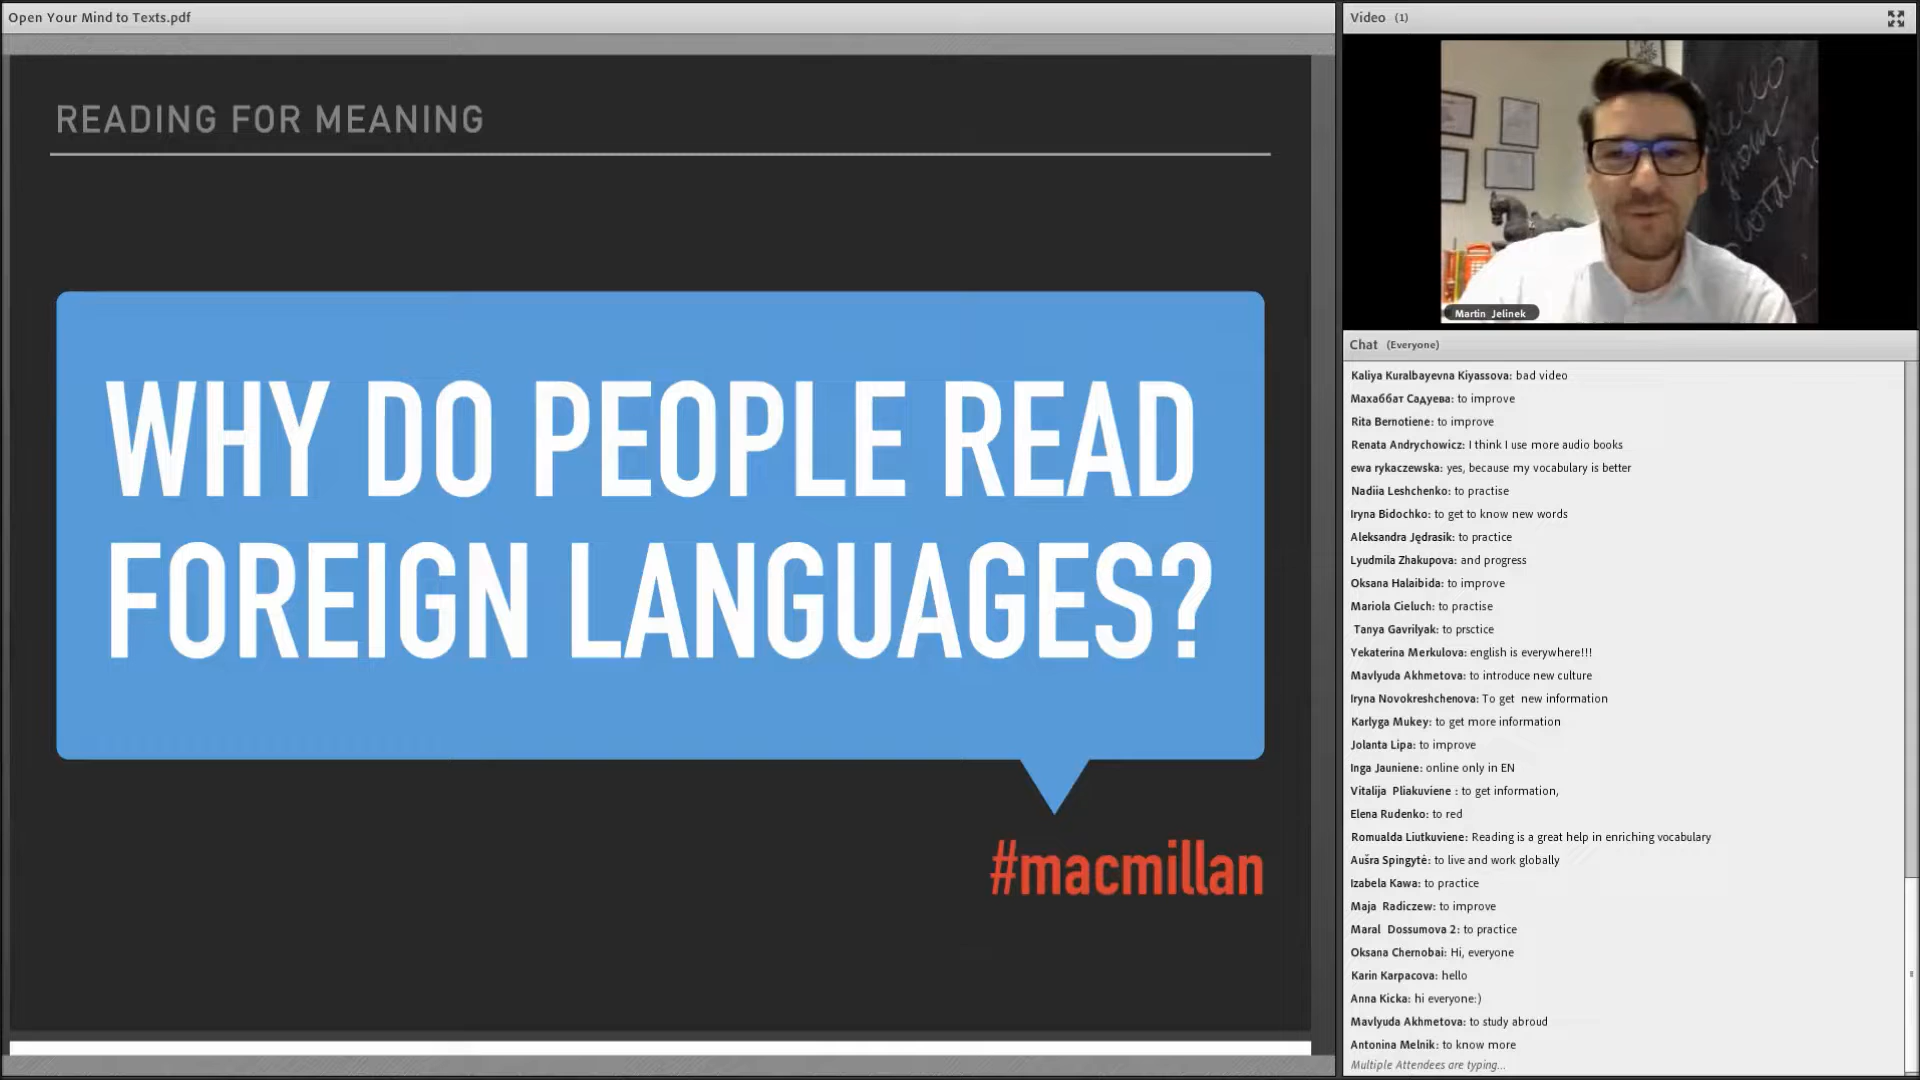 Open Your Mind to Texts.pdf
READING FOR MEANING
WHY DO PEOPLE READ
FOREIGN LANGUAGES?
#macmillan
Video (1)
Hello
from
Martin Jelinek
Chat (Everyone)
Kaliya Kuralbayevna Kiyassova: bad video
Махаббат Садуева: to improve
Rita Bernotiene: to improve
Renata Andrychowicz: I think I use more audio books
ewa rykaczewska: yes, because my vocabulary is better
Nadiia Leshchenko: to practise
Iryna Bidochko: to get to know new words
Aleksandra Jędrasik: to practice
Lyudmila Zhakupova: and progress
Oksana Halaibida: to improve
Mariola Cieluch: to practise
Tanya Gavrilyak: to prsctice
Yekaterina Merkulova: english is everywhere!!!
Mavlyuda Akhmetova: to introduce new culture
Iryna Novokreshchenova: To get new information
Karlyga Mukey: to get more information
Jolanta Lipa: to improve
Inga Jauniene: online only in EN
Vitalija Pliakuviene : to get information,
Elena Rudenko: to red
Romualda Liutkuviene: Reading is a great help in enriching vocabulary
Aušra Spingytė: to live and work globally
Izabela Kawa: to practice
Maja Radiczew: to improve
Maral Dossumova 2: to practice
Oksana Chernobai: Hi, everyone
Karin Karpacova: hello
Anna Kicka: hi everyone:)
Mavlyuda Akhmetova: to study abroad
Antonina Melnik: to know more
Multiple Attendees are typing...